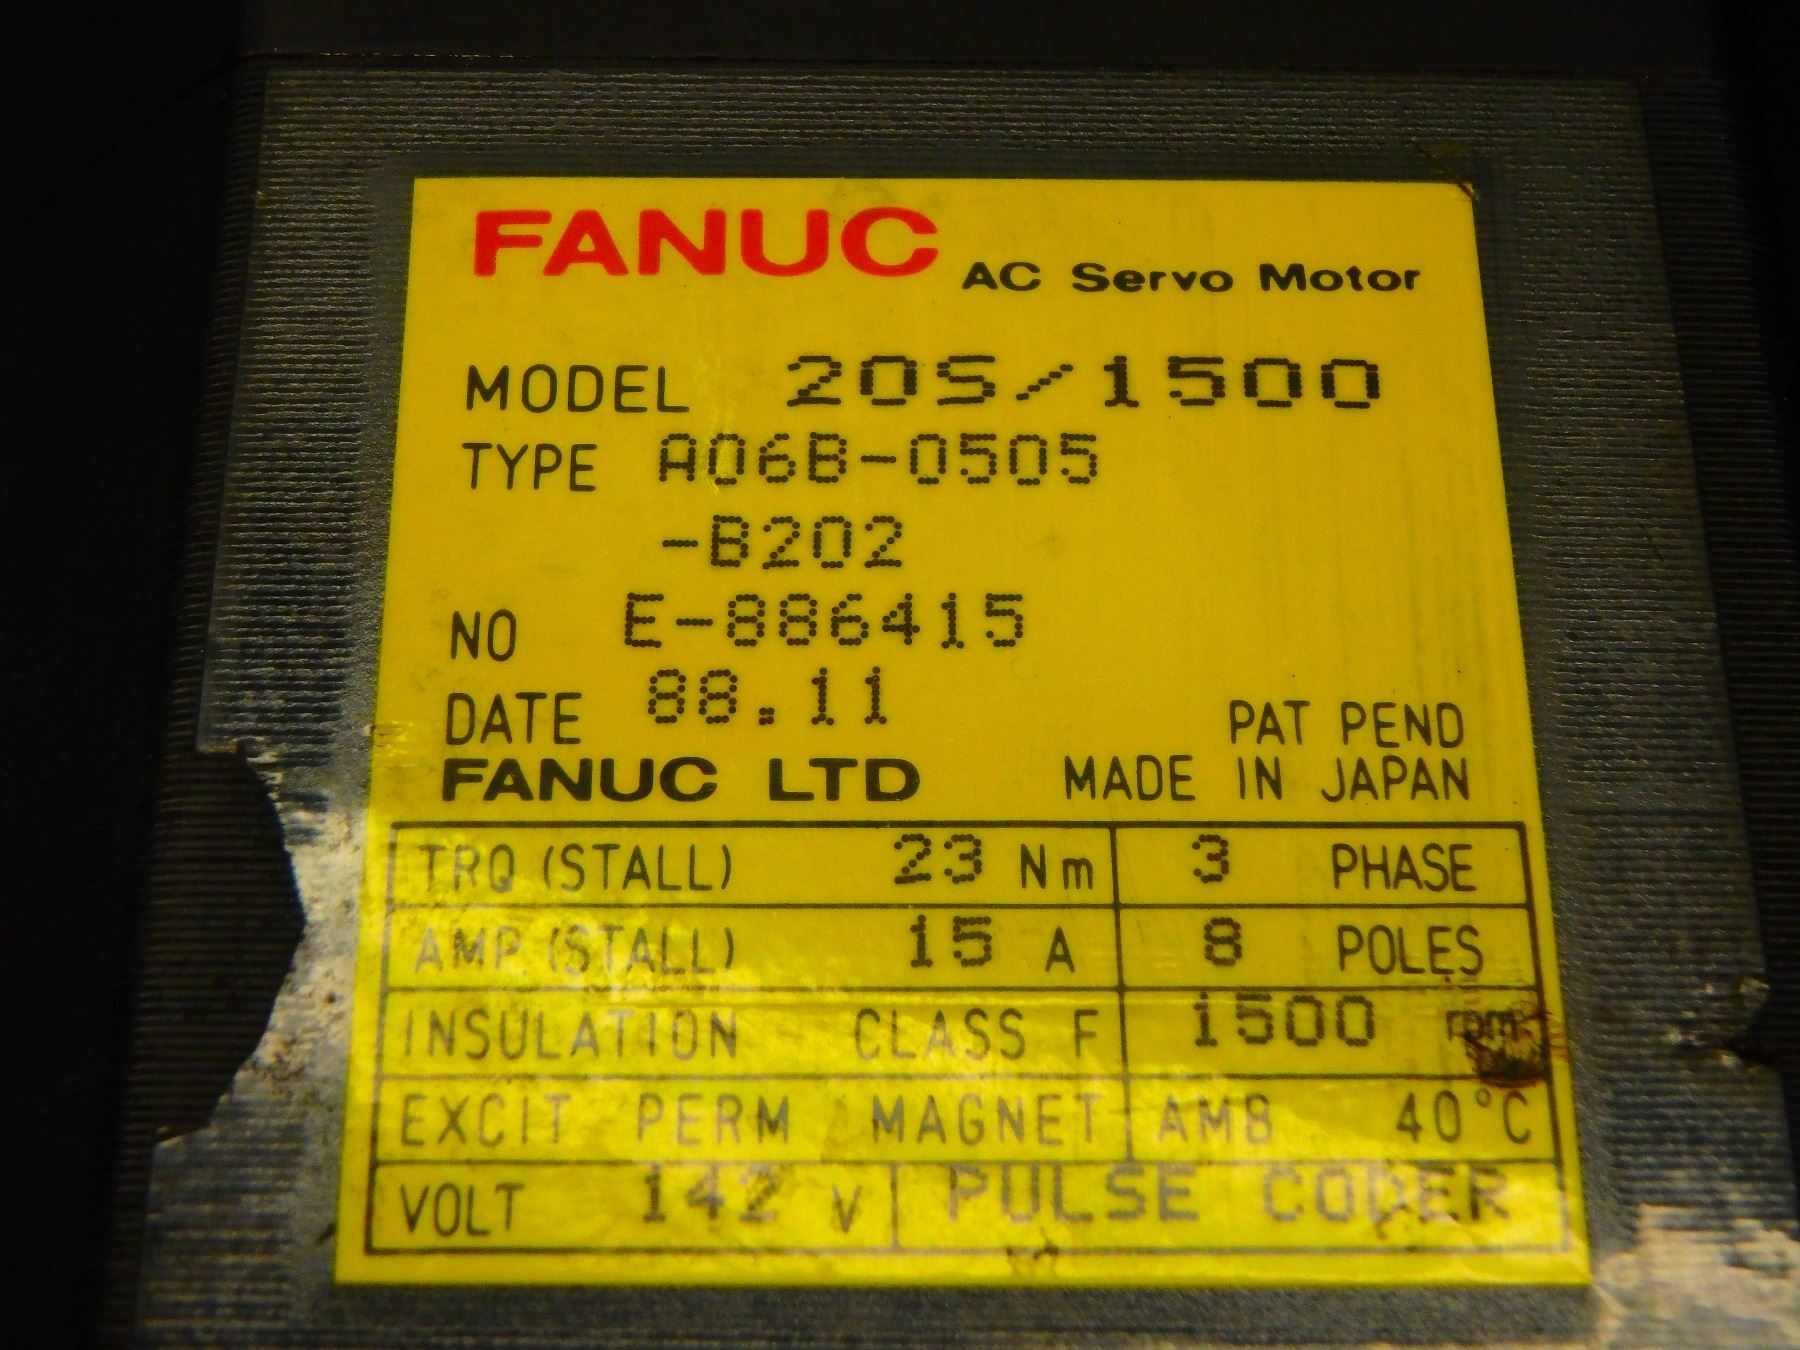 FANUC AC Servo Motor
MODEL 20S/1500
TYPE A06B-0505
-B202
NO E-886415
DATE 88.11
PAT PEND
FANUC LTD MADE IN JAPAN
TRQ (STALL) 23 Nm 3 PHASE
AMP (STALL) 15 A 8 POLES
INSULATION CLASS F 1500 rpm
EXCIT PERM MAGNET AMB 40°C
VOLT 142 V PULSE CODER